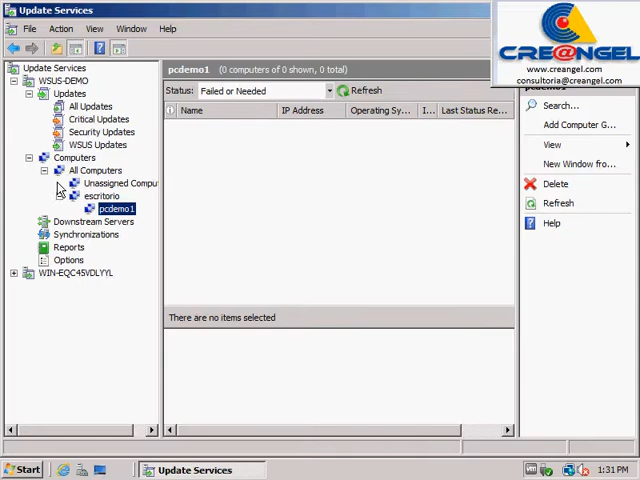 Update Services
File Action View Window Help
CRE@NGEL
www.creangel.com
consultoria@creangel.com
Update Services
WSUS-DEMO
Updates
All Updates
Critical Updates
Security Updates
WSUS Updates
Computers
All Computers
Unassigned Comput
escritorio
pcdemo1
Downstream Servers
Synchronizations
Reports
Options
WIN-EQC45VDLYYL
pcdemo1 (0 computers of 0 shown, 0 total)
Status: Failed or Needed Refresh
Name IP Address Operating Sy... I... Last Status Re...
There are no items selected
pcdemo1
Search...
Add Computer G...
View
New Window fro...
Delete
Refresh
Help
Start Update Services 1:31 PM